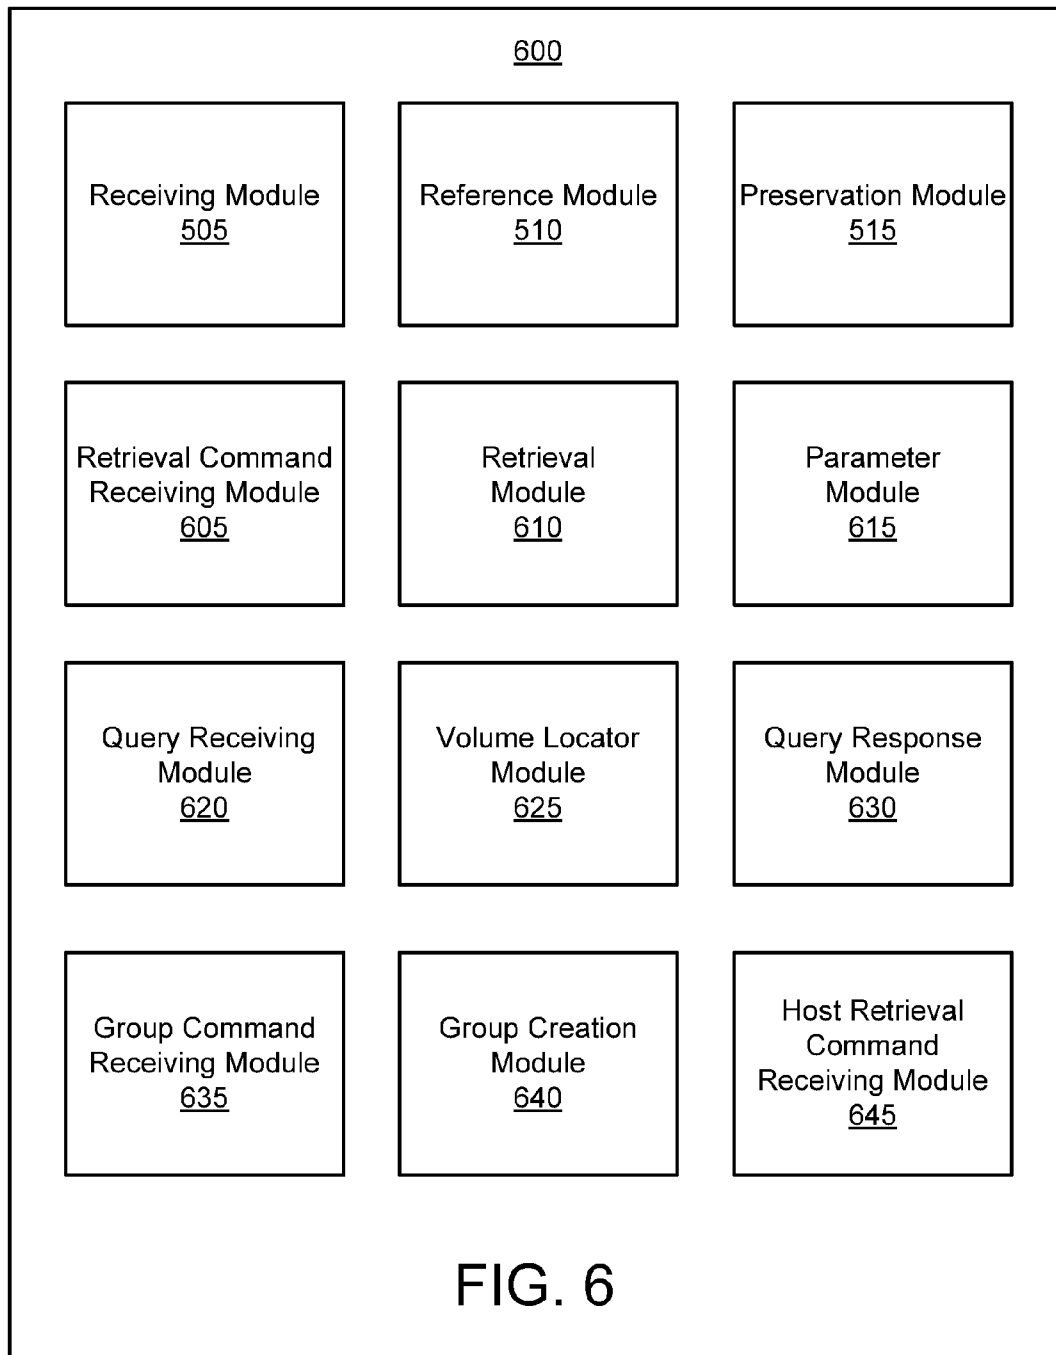 600
Receiving Module
505
Reference Module
510
Preservation Module
515
Retrieval Command
Receiving Module
605
Retrieval
Module
610
Parameter
Module
615
Query Receiving
Module
620
Volume Locator
Module
625
Query Response
Module
630
Group Command
Receiving Module
635
Group Creation
Module
640
Host Retrieval
Command
Receiving Module
645
FIG. 6